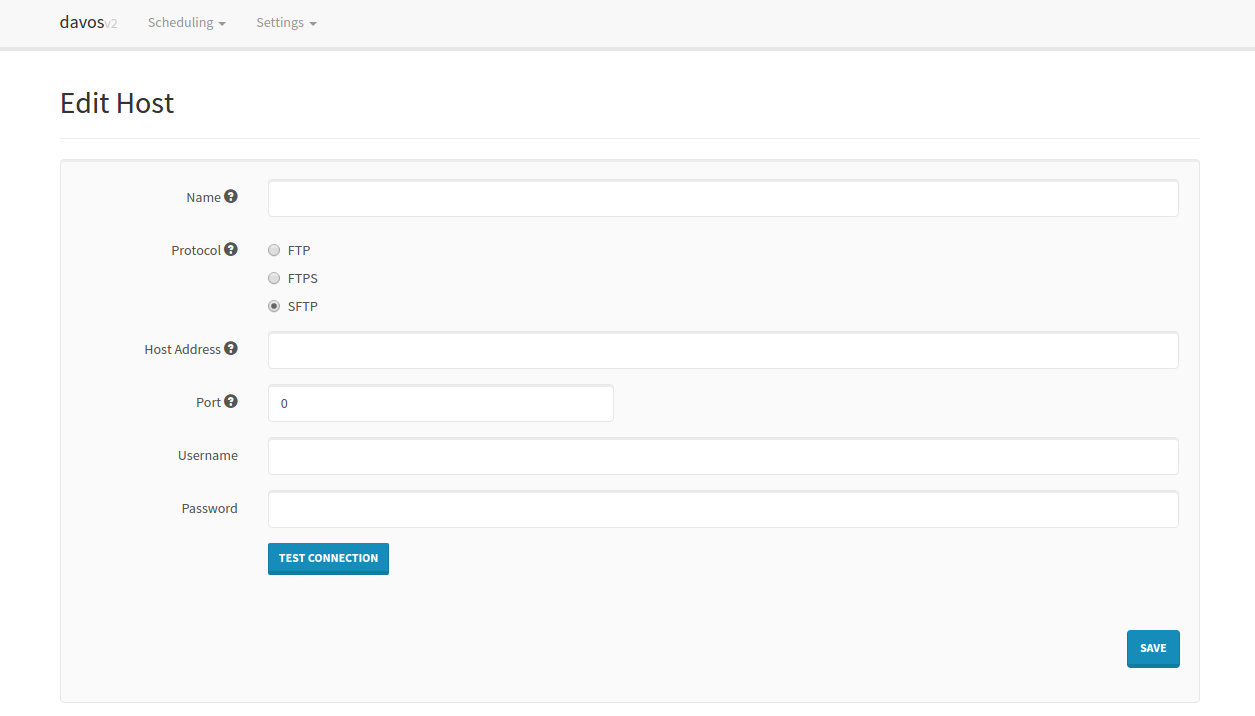 davosv2 Scheduling Settings
Edit Host
Name ?
Protocol ? FTP
FTPS
SFTP
Host Address ?
Port ? 0
Username
Password
TEST CONNECTION
SAVE